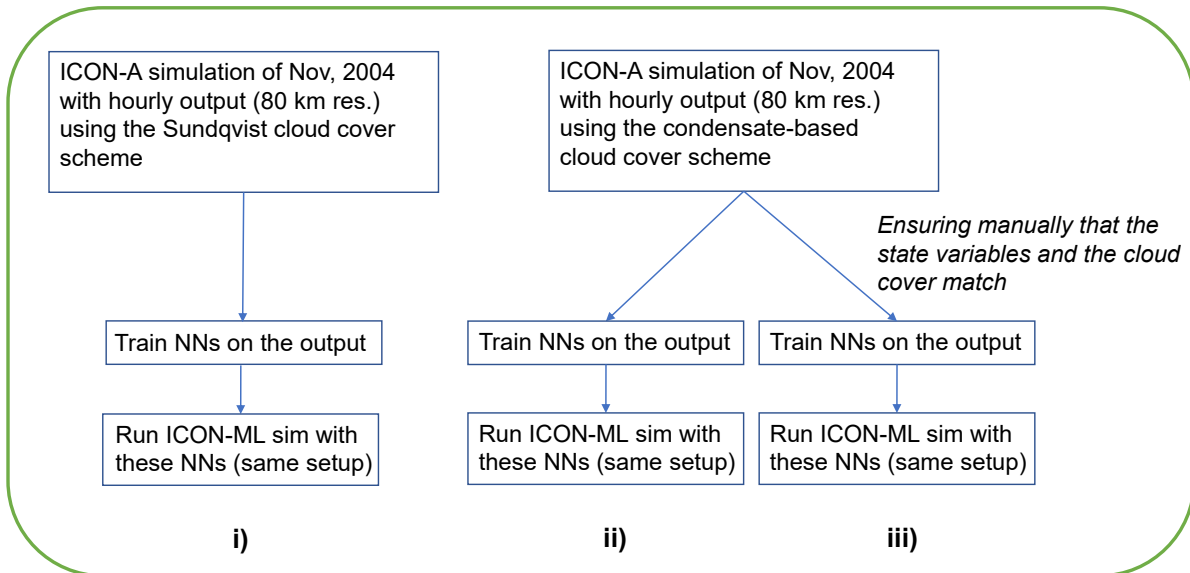 ICON-A simulation of Nov, 2004
with hourly output (80 km res.)
using the Sundqvist cloud cover
scheme
ICON-A simulation of Nov, 2004
with hourly output (80 km res.)
using the condensate-based
cloud cover scheme
Ensuring manually that the
state variables and the cloud
cover match
Train NNs on the output
Train NNs on the output
Train NNs on the output
Run ICON-ML sim with
these NNs (same setup)
Run ICON-ML sim with
these NNs (same setup)
Run ICON-ML sim with
these NNs (same setup)
i)
ii)
iii)